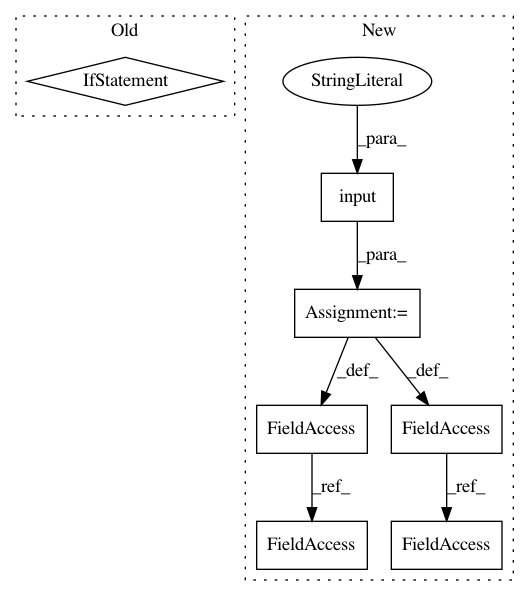 Old
New
IfStatement
StringLiteral
_para_
input
_para_
Assignment:=
_def_
_def_
FieldAccess
FieldAccess
_ref_
_ref_
FieldAccess
FieldAccess